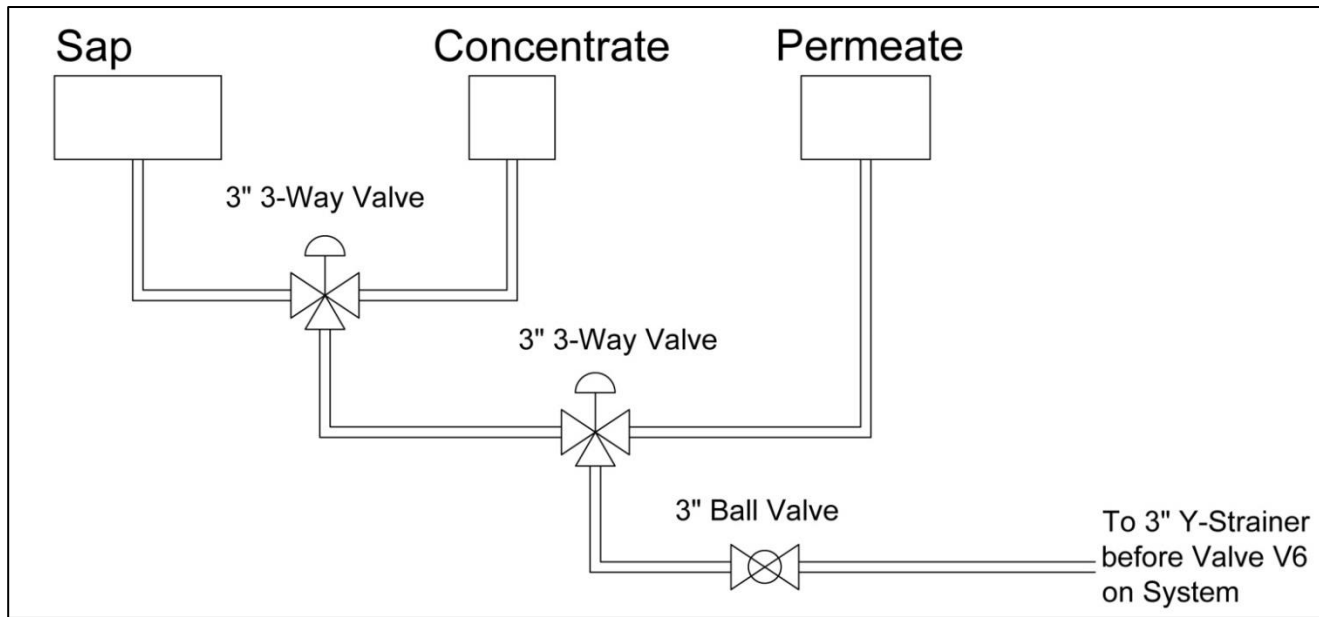 Sap
Concentrate
Permeate
3" 3-Way Valve
3" 3-Way Valve
3" Ball Valve
To 3" Y-Strainer
before Valve V6
on System